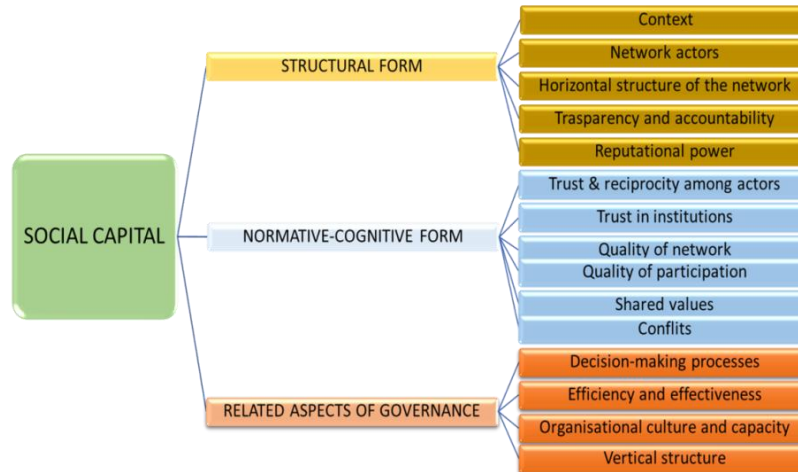 SOCIAL CAPITAL
STRUCTURAL FORM
Context
Network actors
Horizontal structure of the network
Trasparency and accountability
Reputational power
NORMATIVE-COGNITIVE FORM
Trust & reciprocity among actors
Trust in institutions
Quality of network
Quality of participation
Shared values
Conflits
RELATED ASPECTS OF GOVERNANCE
Decision-making processes
Efficiency and effectiveness
Organisational culture and capacity
Vertical structure